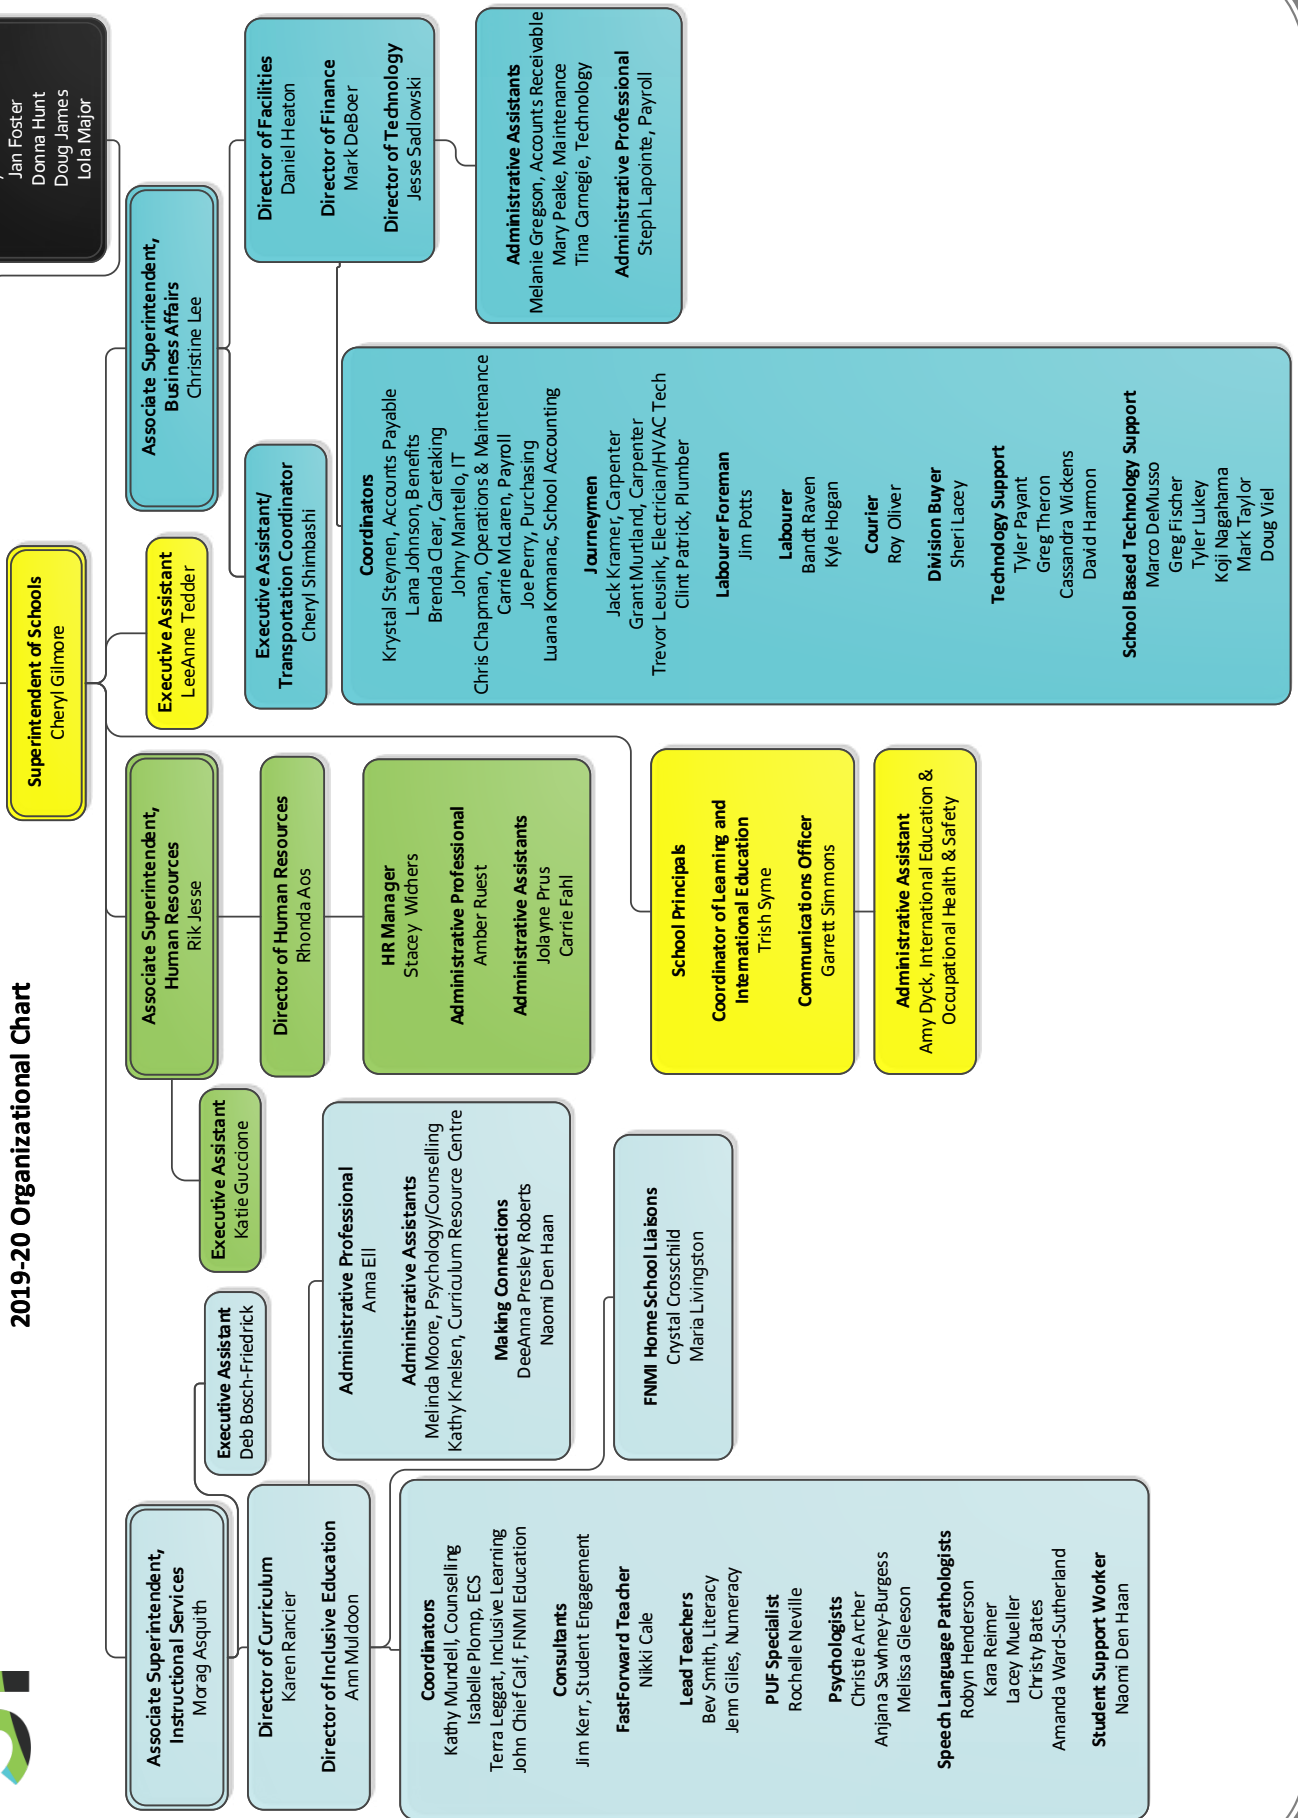 2019-20 Organizational Chart
Jan Foster
Donna Hunt
Doug James
Lola Major
Superintendent of Schools
Cheryl Gilmore
Executive Assistant
LeeAnne Tedder
Associate Superintendent,
Instructional Services
Morag Asquith
Executive Assistant
Deb Bosch-Friedrick
Director of Curriculum
Karen Rancier
Director of Inclusive Education
Ann Muldoon
Administrative Professional
Anna Ell
Administrative Assistants
Melinda Moore, Psychology/Counselling
Kathy Knelsen, Curriculum Resource Centre
Making Connections
DeeAnna Presley Roberts
Naomi Den Haan
FNMI Home School Liaisons
Crystal Crosschild
Maria Livingston
Coordinators
Kathy Mundell, Counselling
Isabelle Plomp, ECS
Terra Leggat, Inclusive Learning
John Chief Calf, FNMI Education
Consultants
Jim Kerr, Student Engagement
FastForward Teacher
Nikki Cale
Lead Teachers
Bev Smith, Literacy
Jenn Giles, Numeracy
PUF Specialist
Rochelle Neville
Psychologists
Christie Archer
Anjana Sawhney-Burgess
Melissa Gleeson
Speech Language Pathologists
Robyn Henderson
Kara Reimer
Lacey Mueller
Christy Bates
Amanda Ward-Sutherland
Student Support Worker
Naomi Den Haan
Associate Superintendent,
Human Resources
Rik Jesse
Executive Assistant
Katie Guccione
Director of Human Resources
Rhonda Aos
HR Manager
Stacey Wichers
Administrative Professional
Amber Ruest
Administrative Assistants
Jolayne Prus
Carrie Fahl
School Principals
Coordinator of Learning and
International Education
Trish Syme
Communications Officer
Garrett Simmons
Administrative Assistant
Amy Dyck, International Education &
Occupational Health & Safety
Associate Superintendent,
Business Affairs
Christine Lee
Executive Assistant/
Transportation Coordinator
Cheryl Shimbashi
Director of Facilities
Daniel Heaton
Director of Finance
Mark DeBoer
Director of Technology
Jesse Sadlowski
Administrative Assistants
Melanie Gregson, Accounts Receivable
Mary Peake, Maintenance
Tina Carnegie, Technology
Administrative Professional
Steph Lapointe, Payroll
Coordinators
Krystal Steynen, Accounts Payable
Lana Johnson, Benefits
Brenda Clear, Caretaking
Johny Mantello, IT
Chris Chapman, Operations & Maintenance
Carrie McLaren, Payroll
Joe Perry, Purchasing
Luana Komanac, School Accounting
Journeymen
Jack Kramer, Carpenter
Grant Murtland, Carpenter
Trevor Leusink, Electrician/HVAC Tech
Clint Patrick, Plumber
Labourer Foreman
Jim Potts
Labourer
Bandt Raven
Kyle Hogan
Courier
Roy Oliver
Division Buyer
Sheri Lacey
Technology Support
Tyler Payant
Greg Theron
Cassandra Wickens
David Harmon
School Based Technology Support
Marco DeMusso
Greg Fischer
Tyler Lukey
Koji Nagahama
Mark Taylor
Doug Viel